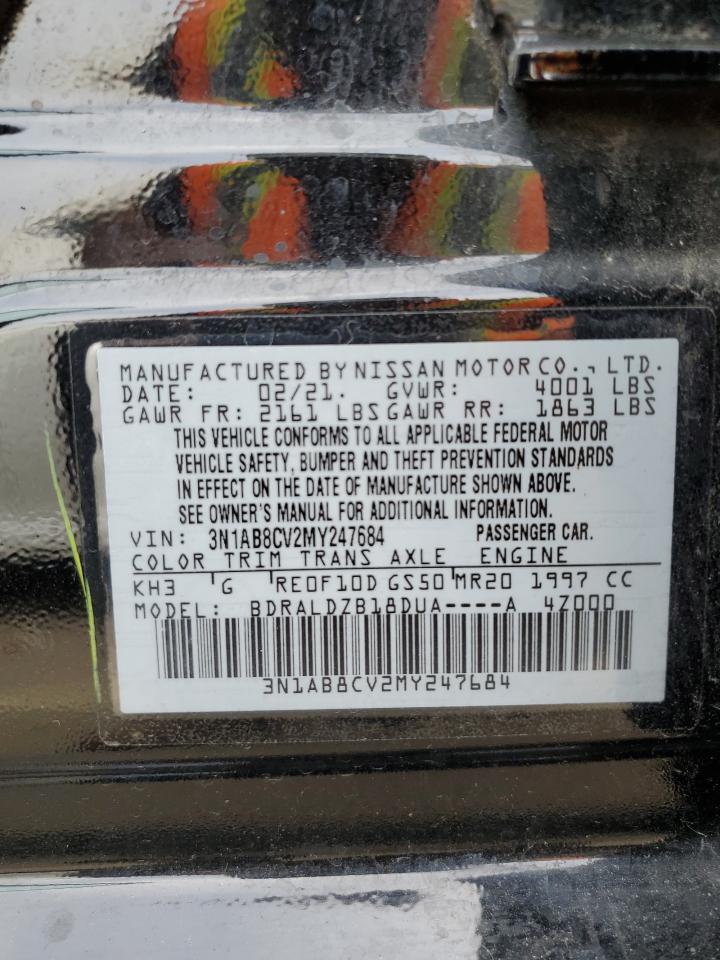 MANUFACTURED BY NISSAN MOTOR CO., LTD.
DATE: 02/21. GVWR: 4001 LBS
GAWR FR: 2161 LBS GAWR RR: 1863 LBS
THIS VEHICLE CONFORMS TO ALL APPLICABLE FEDERAL MOTOR
VEHICLE SAFETY, BUMPER AND THEFT PREVENTION STANDARDS
IN EFFECT ON THE DATE OF MANUFACTURE SHOWN ABOVE.
SEE OWNER'S MANUAL FOR ADDITIONAL INFORMATION.
VIN: 3N1AB8CV2MY247684 PASSENGER CAR.
COLOR TRIM TRANS AXLE ENGINE
KH3 G RE0F10D GS50 MR20 1997 CC
MODEL: BDRALDZB18DUA----A 4Z000
3N1AB8CV2MY247684